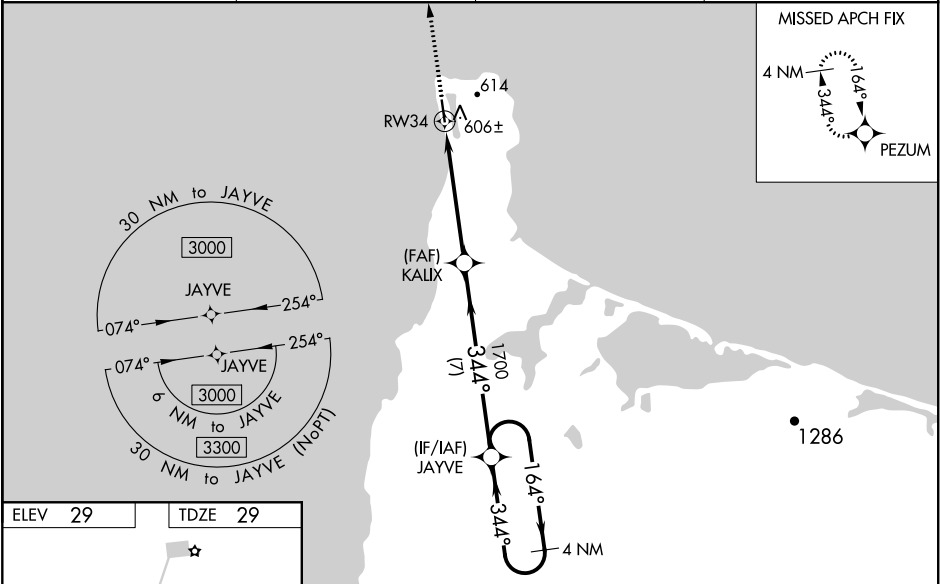 MISSED APCH FIX
4 NM
164°
344°
PEZUM
614
RW34
606±
(FAF)
KALIX
1700
344°
(7)
(IF/IAF)
JAYVE
164°
344°
4 NM
1286
30 NM to JAYVE
3000
JAYVE
074°
254°
074°
254°
JAYVE
3000
6 NM to JAYVE
3300
30 NM to JAYVE (NoPT)
ELEV 29
TDZE 29